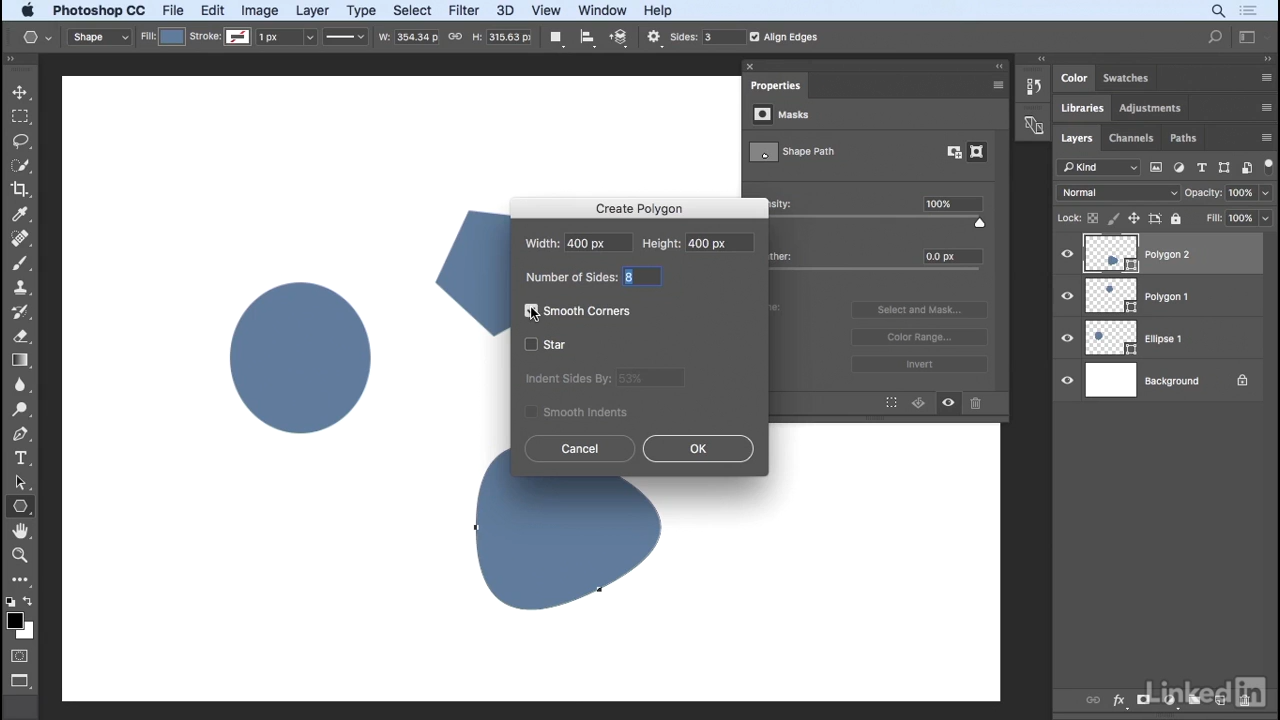 Photoshop CC File Edit Image Layer Type Select Filter 3D View Window Help
Shape Fill: Stroke: 1 px W: 354.34 p H: 315.63 p Sides: 3 Align Edges
Properties
Masks
Shape Path
100%
0.0 px
Select and Mask...
Color Range...
Invert
Create Polygon
Width: 400 px Height: 400 px
Number of Sides: 8
Smooth Corners
Star
Indent Sides By: 53%
Smooth Indents
Cancel OK
Color Swatches
Libraries Adjustments
Layers Channels Paths
Kind
Normal Opacity: 100%
Lock: Fill: 100%
Polygon 2
Polygon 1
Ellipse 1
Background
fx
Linked in